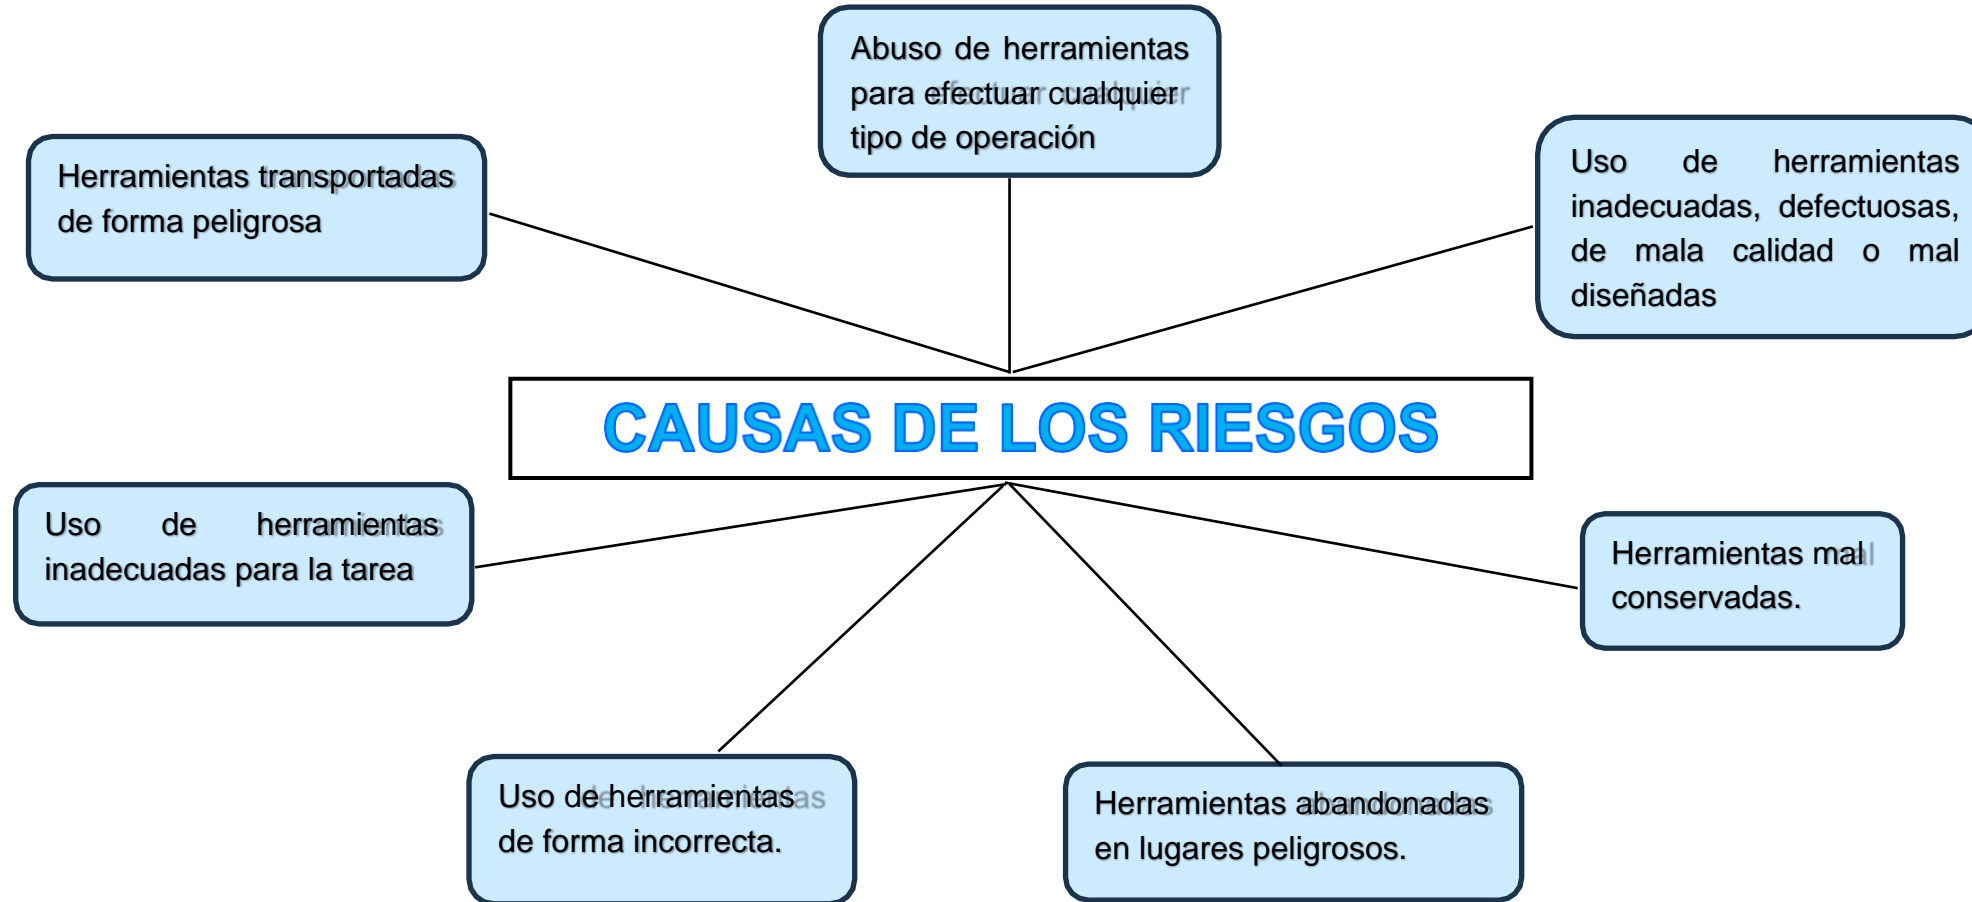 Abuso de herramientas
para efectuar cualquier
tipo de operación
Herramientas transportadas
de forma peligrosa
Uso de herramientas
inadecuadas, defectuosas,
de mala calidad o mal
diseñadas
CAUSAS DE LOS RIESGOS
Uso de herramientas
inadecuadas para la tarea
Herramientas mal
conservadas.
Uso de herramientas
de forma incorrecta.
Herramientas abandonadas
en lugares peligrosos.